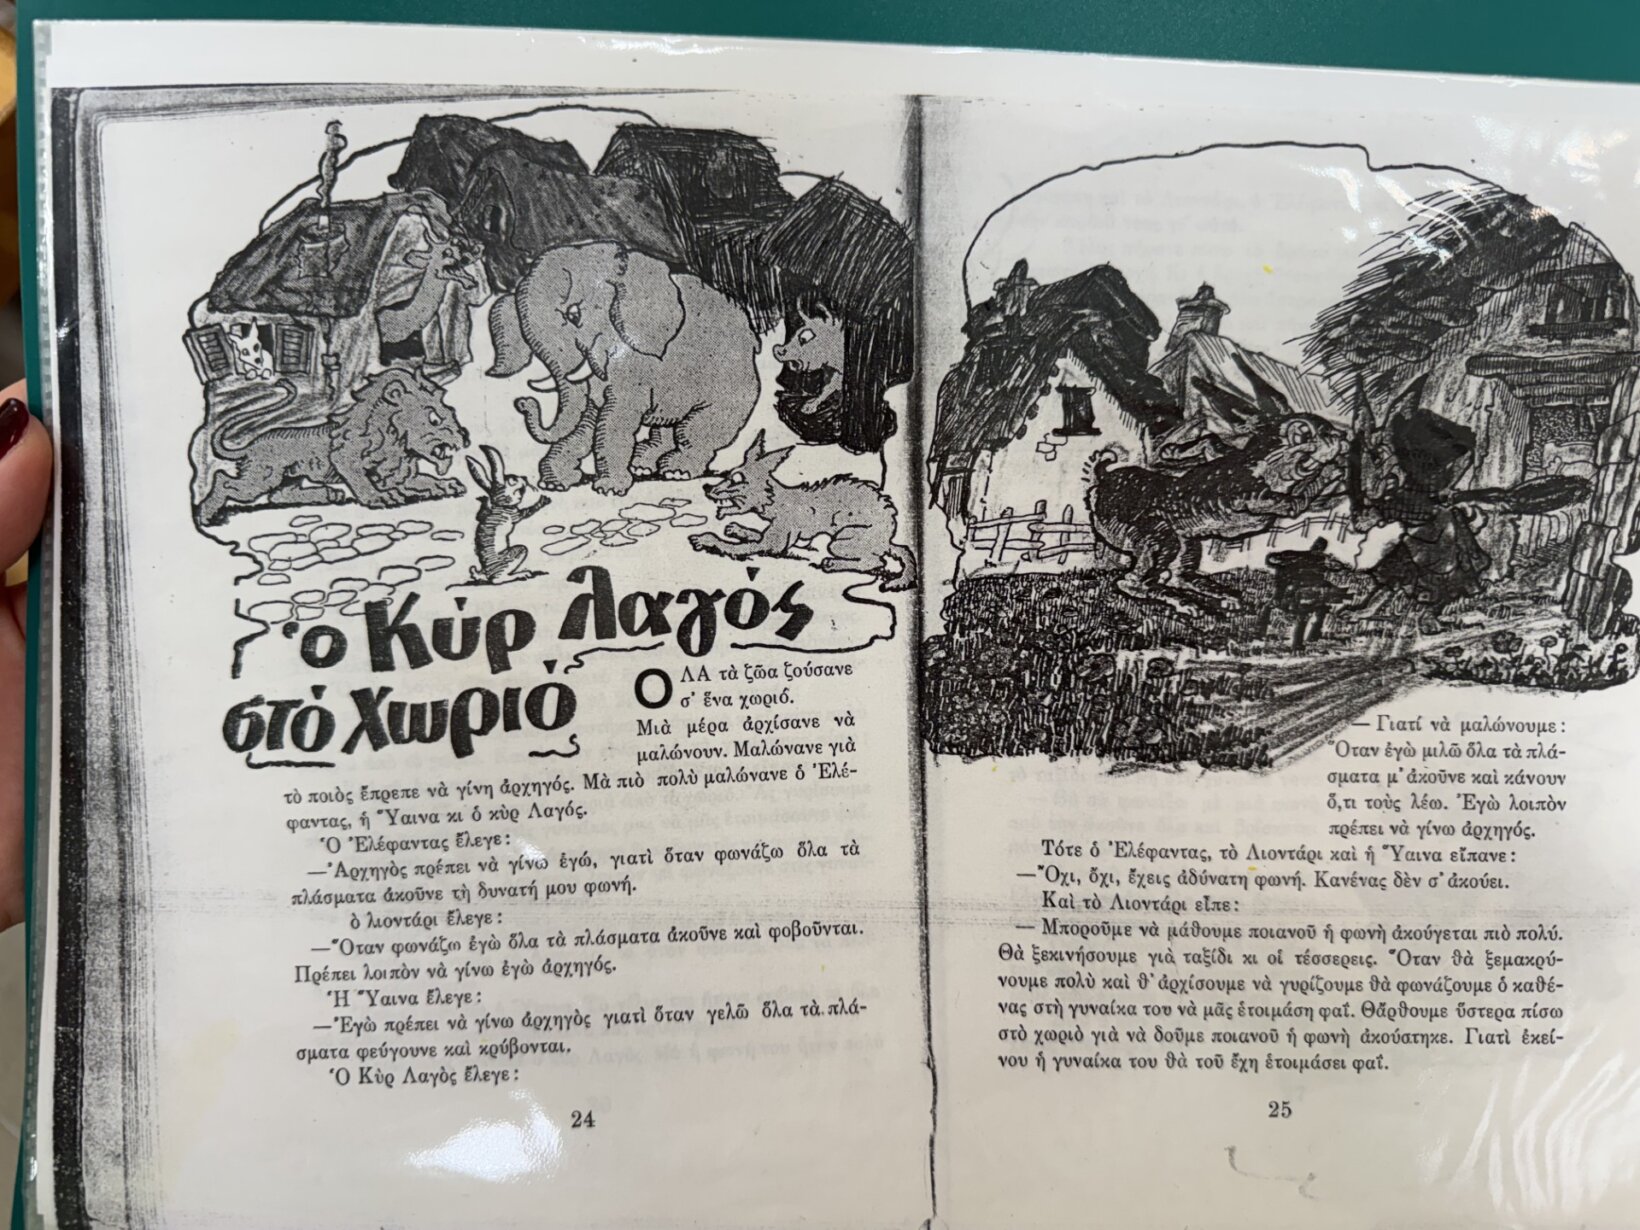 ὁ Κὺρ Λαγός
στὸ Χωριό
ΟΛΑ τὰ ζῶα ζούσανε
σ' ἕνα χωριό.
Μιὰ μέρα ἀρχίσανε νὰ
μαλώνουν. Μαλώνανε γιὰ
τὸ ποιὸς ἔπρεπε νὰ γίνη ἀρχηγός. Μὰ πιὸ πολὺ μαλώνανε ὁ Ἐλέ-
φαντας, ἡ Ὕαινα κι ὁ κὺρ Λαγός.
Ὁ Ἐλέφαντας ἔλεγε:
—Ἀρχηγὸς πρέπει νὰ γίνω ἐγώ, γιατὶ ὅταν φωνάζω ὅλα τὰ
πλάσματα ἀκοῦνε τὴ δυνατή μου φωνή.
ὁ λιοντάρι ἔλεγε:
—Ὅταν φωνάζω ἐγὼ ὅλα τὰ πλάσματα ἀκοῦνε καὶ φοβοῦνται.
Πρέπει λοιπὸν νὰ γίνω ἐγὼ ἀρχηγός.
Ἡ Ὕαινα ἔλεγε:
—Ἐγὼ πρέπει νὰ γίνω ἀρχηγὸς γιατὶ ὅταν γελῶ ὅλα τὰ πλά-
σματα φεύγουνε καὶ κρύβονται.
Ὁ Κὺρ Λαγὸς ἔλεγε:
24
— Γιατί νὰ μαλώνουμε:
Ὅταν ἐγὼ μιλῶ ὅλα τὰ πλά-
σματα μ' ἀκοῦνε καὶ κάνουν
ὅ,τι τοὺς λέω. Ἐγὼ λοιπὸν
πρέπει νὰ γίνω ἀρχηγός.
Τότε ὁ Ἐλέφαντας, τὸ Λιοντάρι καὶ ἡ Ὕαινα εἴπανε:
—Ὄχι, ὄχι, ἔχεις ἀδύνατη φωνή. Κανένας δὲν σ' ἀκούει.
Καὶ τὸ Λιοντάρι εἶπε:
— Μποροῦμε νὰ μάθουμε ποιανοῦ ἡ φωνὴ ἀκούγεται πιὸ πολύ.
Θὰ ξεκινήσουμε γιὰ ταξίδι κι οἱ τέσσερεις. Ὅταν θὰ ξεμακρύ-
νουμε πολὺ καὶ θ' ἀρχίσουμε νὰ γυρίζουμε θὰ φωνάζουμε ὁ καθέ-
νας στὴ γυναίκα του νὰ μᾶς ἑτοιμάση φαΐ. Θἄρθουμε ὕστερα πίσω
στὸ χωριὸ γιὰ νὰ δοῦμε ποιανοῦ ἡ φωνὴ ἀκούστηκε. Γιατὶ ἐκεί-
νου ἡ γυναίκα του θὰ τοῦ ἔχη ἑτοιμάσει φαΐ.
25